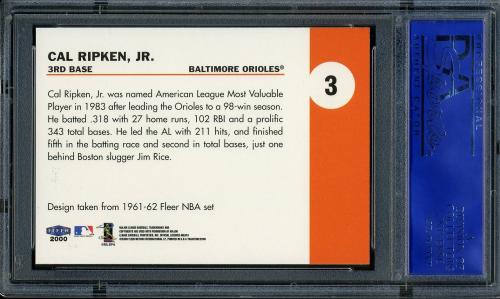 CAL RIPKEN, JR.
3RD BASE
BALTIMORE ORIOLES®
3
Cal Ripken, Jr. was named American League Most Valuable
Player in 1983 after leading the Orioles to a 98-win season.
He batted .318 with 27 home runs, 102 RBI and a prolific
343 total bases. He led the AL with 211 hits, and finished
fifth in the batting race and second in total bases, just one
behind Boston slugger Jim Rice.
Design taken from 1961-62 Fleer NBA set
FLEER
2000
PSA